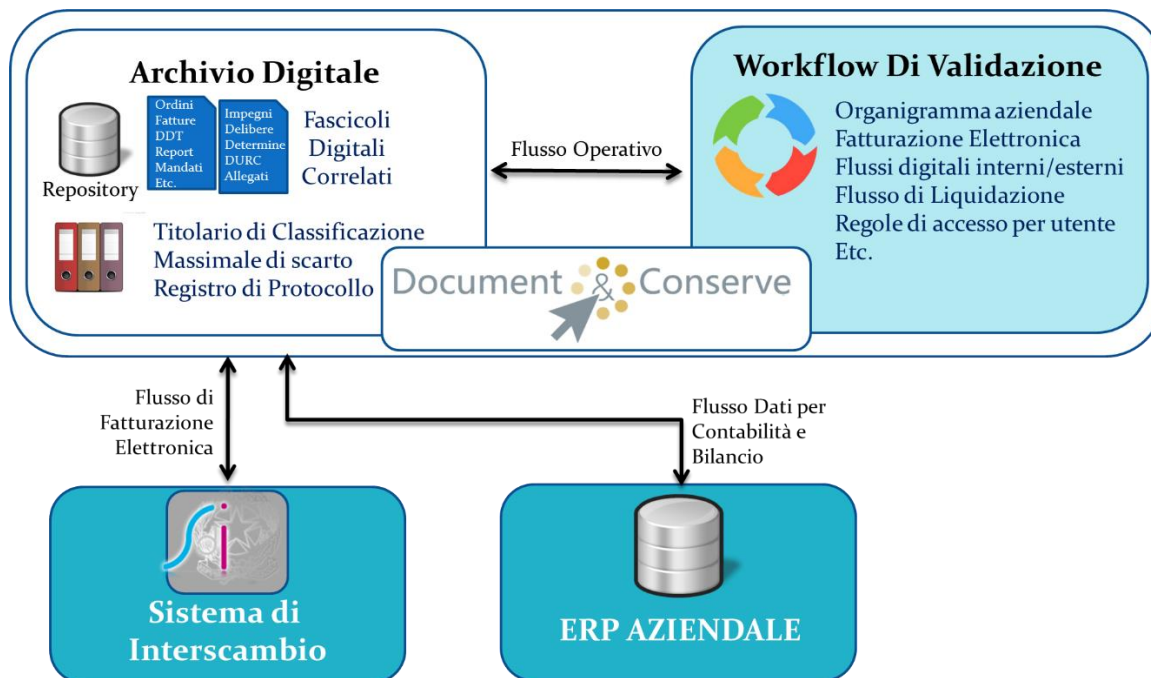 Archivio Digitale
Ordini
Fatture
DDT
Report
Mandati
Etc.
Impegni
Delibere
Determine
DURC
Allegati
Fascicoli
Digitali
Correlati
Repository
Titolario di Classificazione
Massimale di scarto
Registro di Protocollo
Flusso Operativo
Workflow Di Validazione
Organigramma aziendale
Fatturazione Elettronica
Flussi digitali interni/esterni
Flusso di Liquidazione
Regole di accesso per utente
Etc.
Document & Conserve
Flusso di
Fatturazione
Elettronica
Flusso Dati per
Contabilità e
Bilancio
Si
Sistema di
Interscambio
ERP AZIENDALE